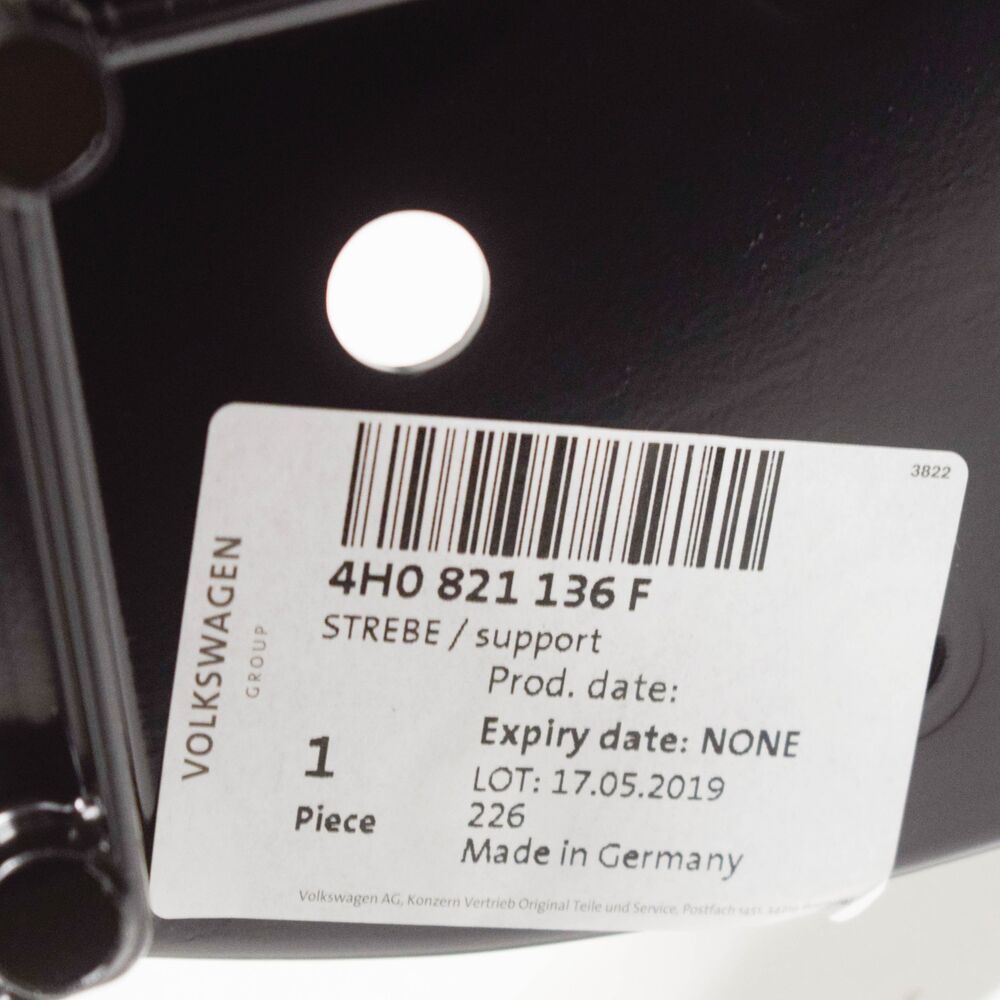 3822
4H0 821 136 F
STREBE / support
Prod. date:
Expiry date: NONE
LOT: 17.05.2019
226
Made in Germany
1
Piece
VOLKSWAGEN
GROUP
Volkswagen AG, Konzern Vertrieb Original Teile und Service, Postfach